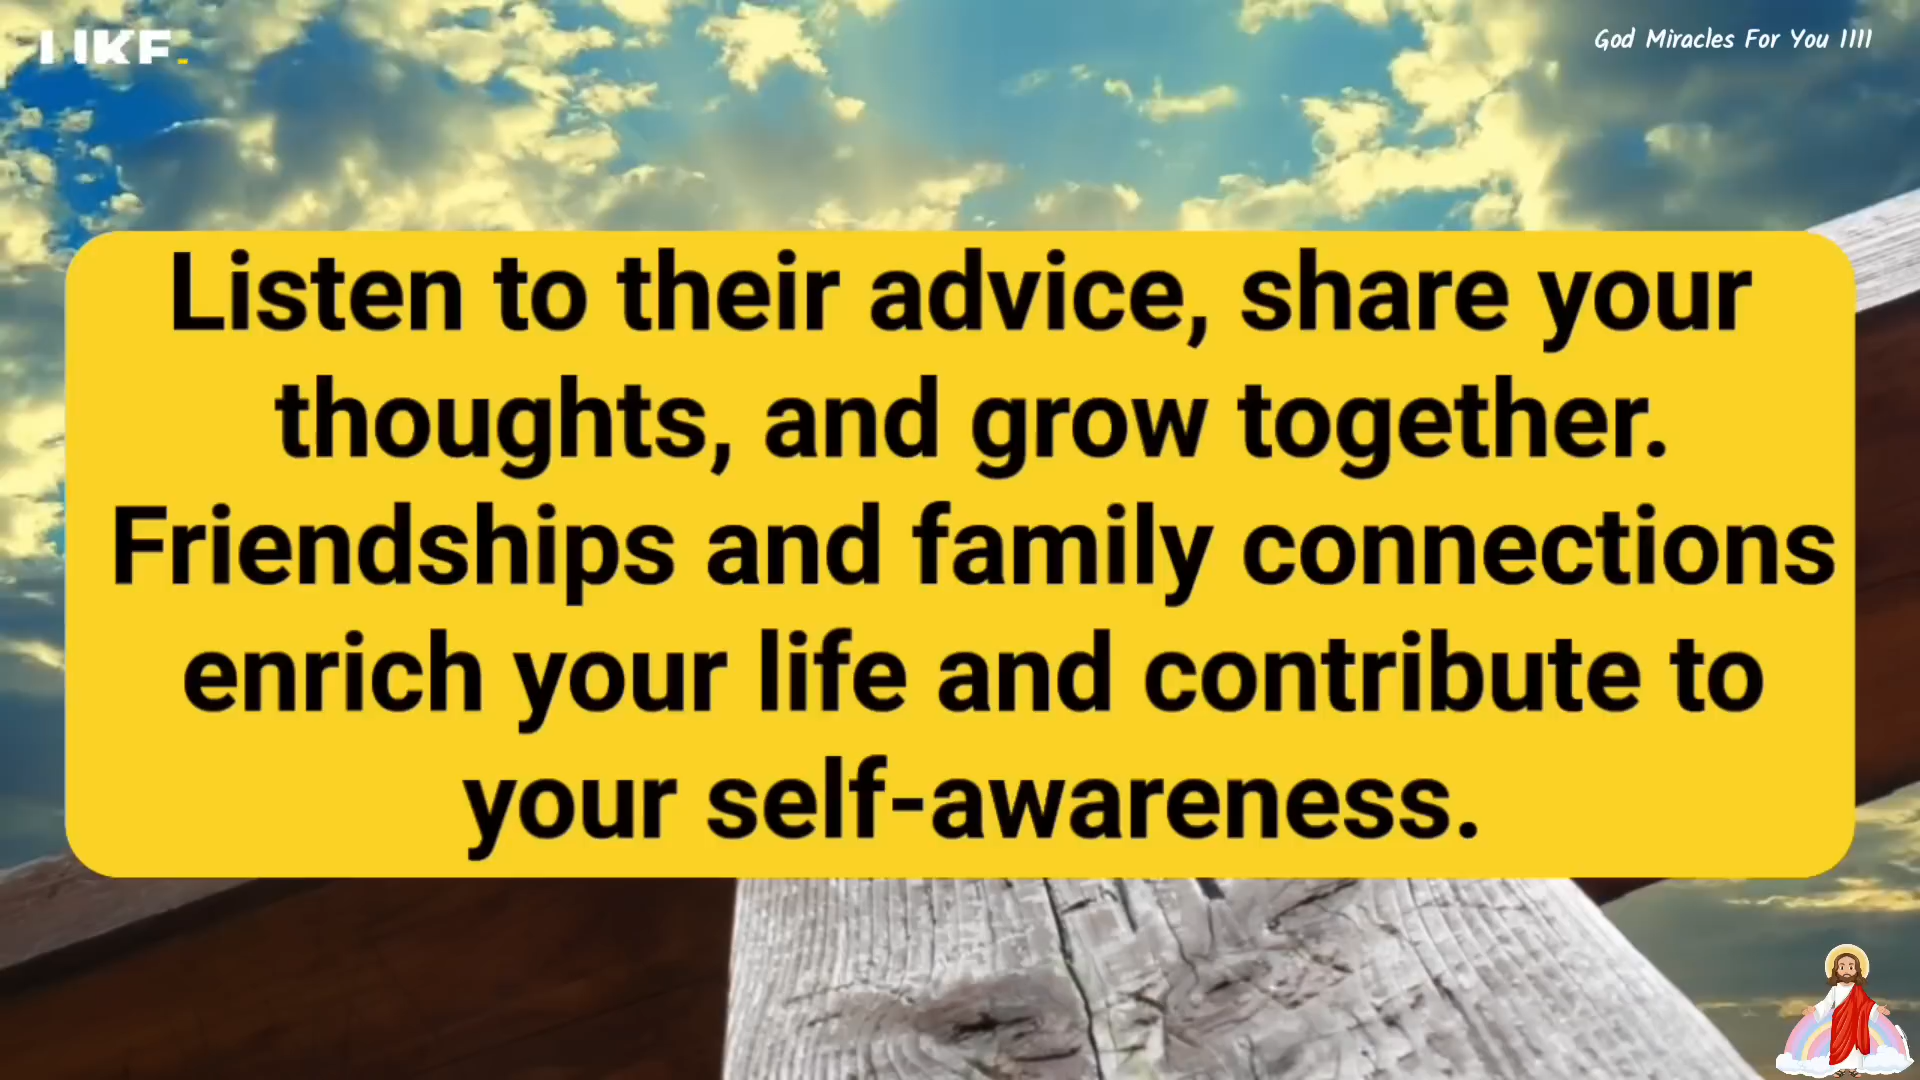 God Miracles For You 1111
Listen to their advice, share your
thoughts, and grow together.
Friendships and family connections
enrich your life and contribute to
your self-awareness.